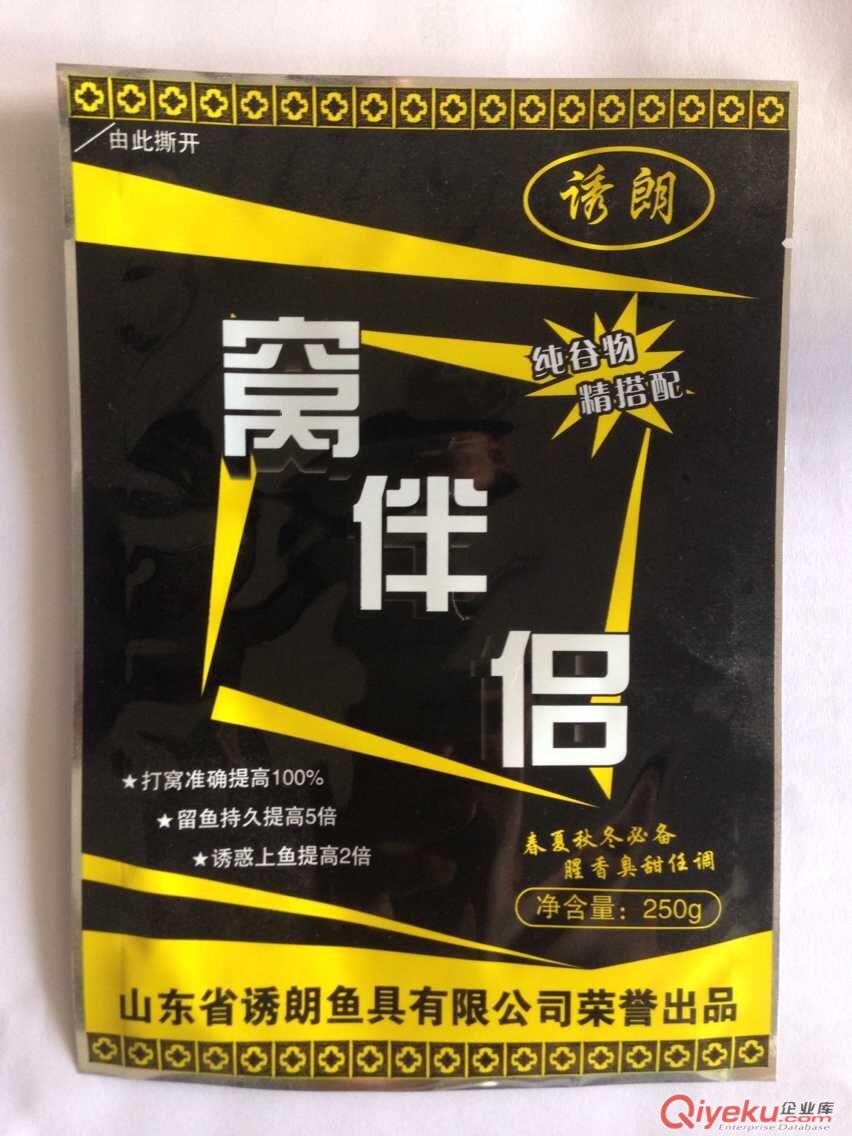 由此撕开
诱朗
纯谷物
精搭配
窝
伴
侣
★打窝准确提高100%
★留鱼持久提高5倍
★诱惑上鱼提高2倍
春夏秋冬必备
腥香臭甜任调
净含量：250g
山东省诱朗鱼具有限公司荣誉出品
Qiyeku.com企业库
Enterprise Database